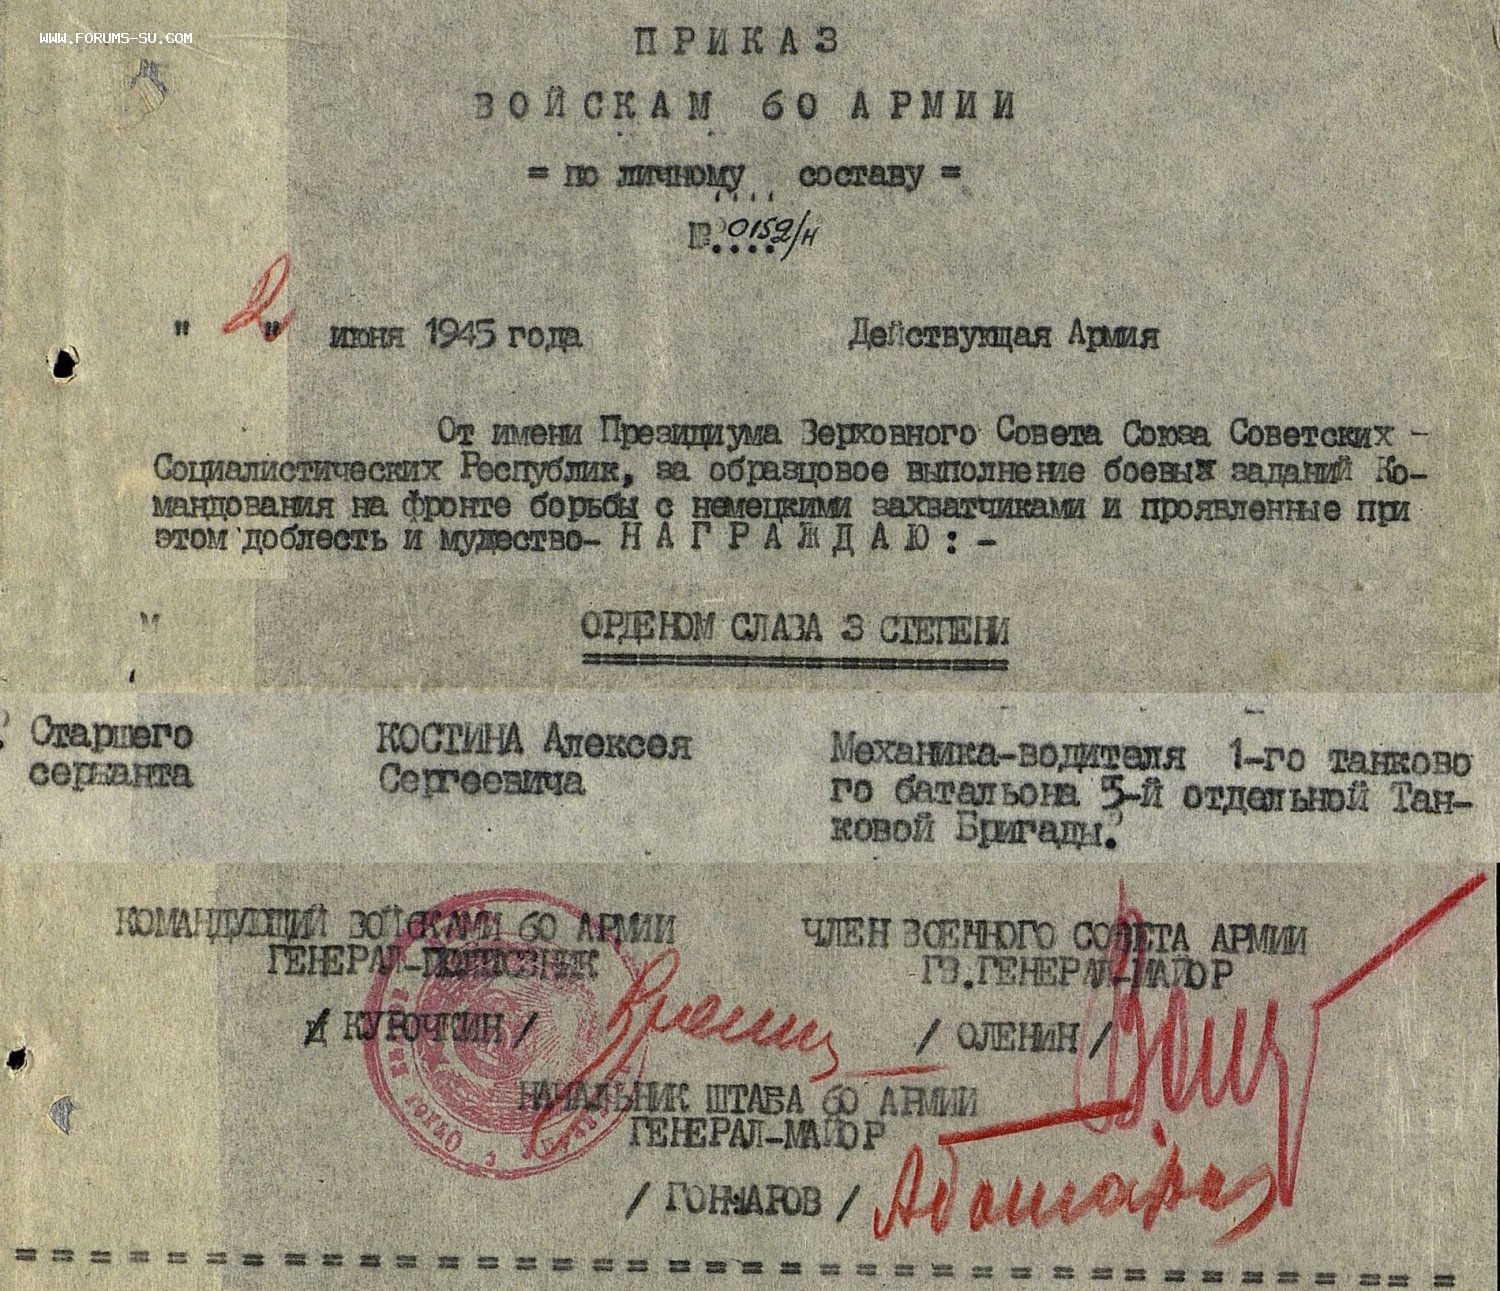 WWW.FORUMS-SU.COM
ПРИКАЗ
ВОЙСКАМ 60 АРМИИ
= по личному составу =
№ 0159/н
" 2 " июня 1945 года Действующая Армия
От имени Президиума Верховного Совета Союза Советских -
Социалистических Республик, за образцовое выполнение боевых заданий Ко-
мандования на фронте борьбы с немецкими захватчиками и проявленные при
этом доблесть и мужество- НАГРАЖДАЮ: -
ОРДЕНОМ СЛАВА 3 СТЕПЕНИ
Старшего КОСТИНА Алексея Механика-водителя 1-го танково
сержанта Сергеевича го батальона 5-й отдельной Тан-
ковой Бригады.
КОМАНДУЮЩИЙ ВОЙСКАМИ 60 АРМИИ ЧЛЕН ВОЕННОГО СОВЕТА АРМИИ
ГЕНЕРАЛ-ПОЛКОВНИК ГВ.ГЕНЕРАЛ-МАЙОР
/ КУРОЧКИН / / ОЛЕНИН /
НАЧАЛЬНИК ШТАБА 60 АРМИИ
ГЕНЕРАЛ-МАЙОР
/ ГОНЧАРОВ /